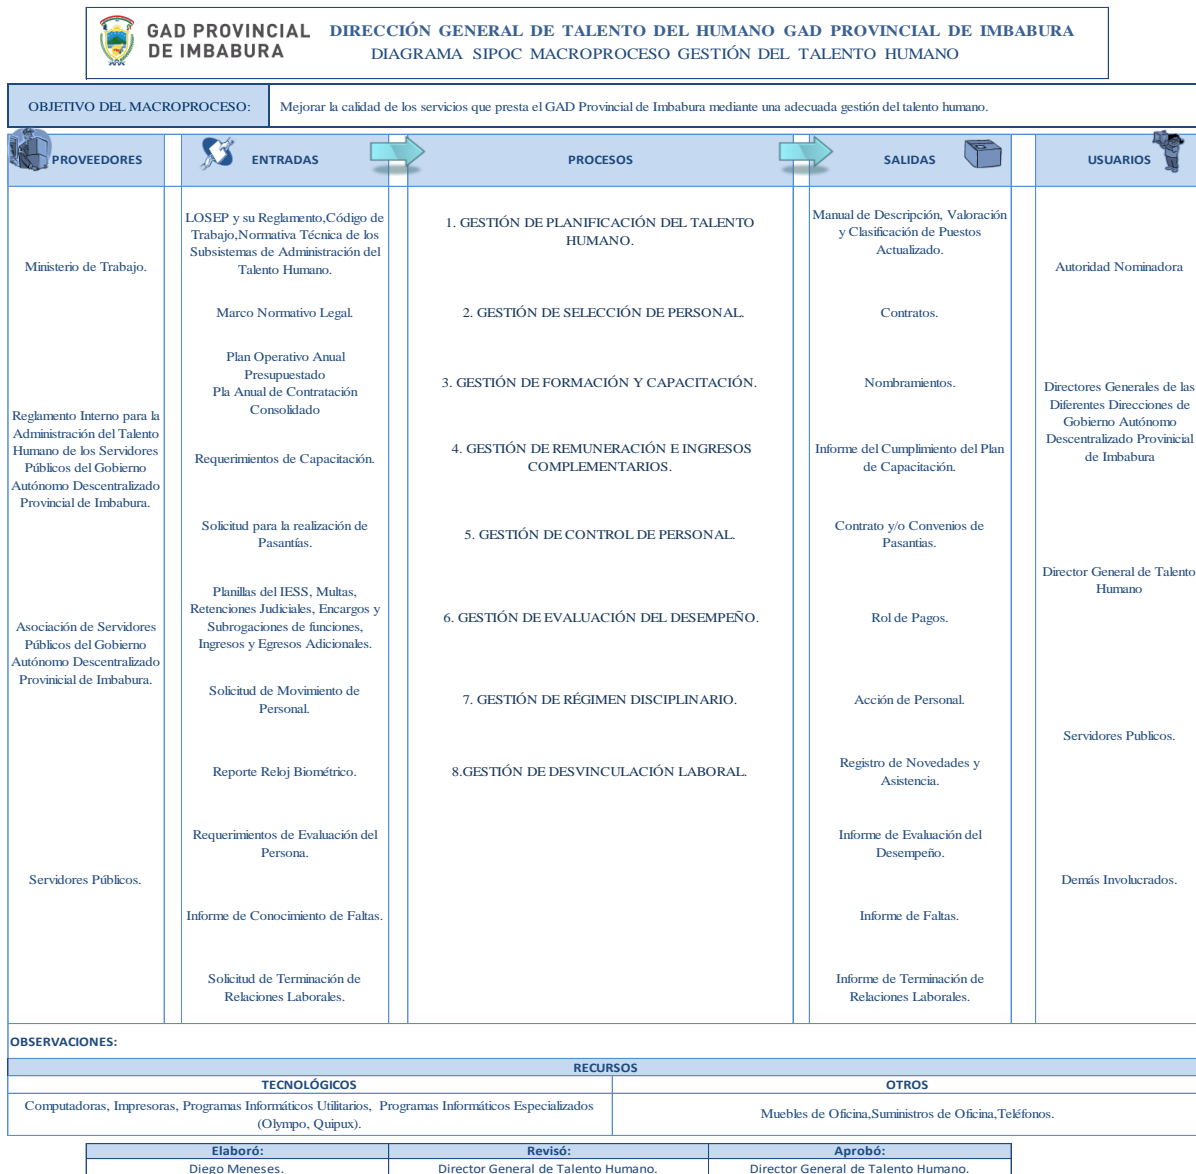 GAD PROVINCIAL
DE IMBABURA
DIRECCIÓN GENERAL DE TALENTO DEL HUMANO GAD PROVINCIAL DE IMBABURA
DIAGRAMA SIPOC MACROPROCESO GESTIÓN DEL TALENTO HUMANO
OBJETIVO DEL MACROPROCESO:
Mejorar la calidad de los servicios que presta el GAD Provincial de Imbabura mediante una adecuada gestión del talento humano.
PROVEEDORES
Ministerio de Trabajo.
Reglamento Interno para la
Administración del Talento
Humano de los Servidores
Públicos del Gobierno
Autónomo Descentralizado
Provincial de Imbabura.
Asociación de Servidores
Públicos del Gobierno
Autónomo Descentralizado
Provinicial de Imbabura.
Servidores Públicos.
ENTRADAS
LOSEP y su Reglamento,Código de
Trabajo,Normativa Técnica de los
Subsistemas de Administración del
Talento Humano.
Marco Normativo Legal.
Plan Operativo Anual
Presupuestado
Pla Anual de Contratación
Consolidado
Requerimientos de Capacitación.
Solicitud para la realización de
Pasantías.
Planillas del IESS, Multas,
Retenciones Judiciales, Encargos y
Subrogaciones de funciones,
Ingresos y Egresos Adicionales.
Solicitud de Movimiento de
Personal.
Reporte Reloj Biométrico.
Requerimientos de Evaluación del
Persona.
Informe de Conocimiento de Faltas.
Solicitud de Terminación de
Relaciones Laborales.
PROCESOS
1. GESTIÓN DE PLANIFICACIÓN DEL TALENTO
HUMANO.
2. GESTIÓN DE SELECCIÓN DE PERSONAL.
3. GESTIÓN DE FORMACIÓN Y CAPACITACIÓN.
4. GESTIÓN DE REMUNERACIÓN E INGRESOS
COMPLEMENTARIOS.
5. GESTIÓN DE CONTROL DE PERSONAL.
6. GESTIÓN DE EVALUACIÓN DEL DESEMPEÑO.
7. GESTIÓN DE RÉGIMEN DISCIPLINARIO.
8.GESTIÓN DE DESVINCULACIÓN LABORAL.
SALIDAS
Manual de Descripción, Valoración
y Clasificación de Puestos
Actualizado.
Contratos.
Nombramientos.
Informe del Cumplimiento del Plan
de Capacitación.
Contrato y/o Convenios de
Pasantias.
Rol de Pagos.
Acción de Personal.
Registro de Novedades y
Asistencia.
Informe de Evaluación del
Desempeño.
Informe de Faltas.
Informe de Terminación de
Relaciones Laborales.
USUARIOS
Autoridad Nominadora
Directores Generales de las
Diferentes Direcciones de
Gobierno Autónomo
Descentralizado Provinicial
de Imbabura
Director General de Talento
Humano
Servidores Publicos.
Demás Involucrados.
OBSERVACIONES:
RECURSOS
TECNOLÓGICOS
Computadoras, Impresoras, Programas Informáticos Utilitarios, Programas Informáticos Especializados
(Olympo, Quipux).
OTROS
Muebles de Oficina,Suministros de Oficina,Teléfonos.
Elaboró:
Diego Meneses.
Revisó:
Director General de Talento Humano.
Aprobó:
Director General de Talento Humano.